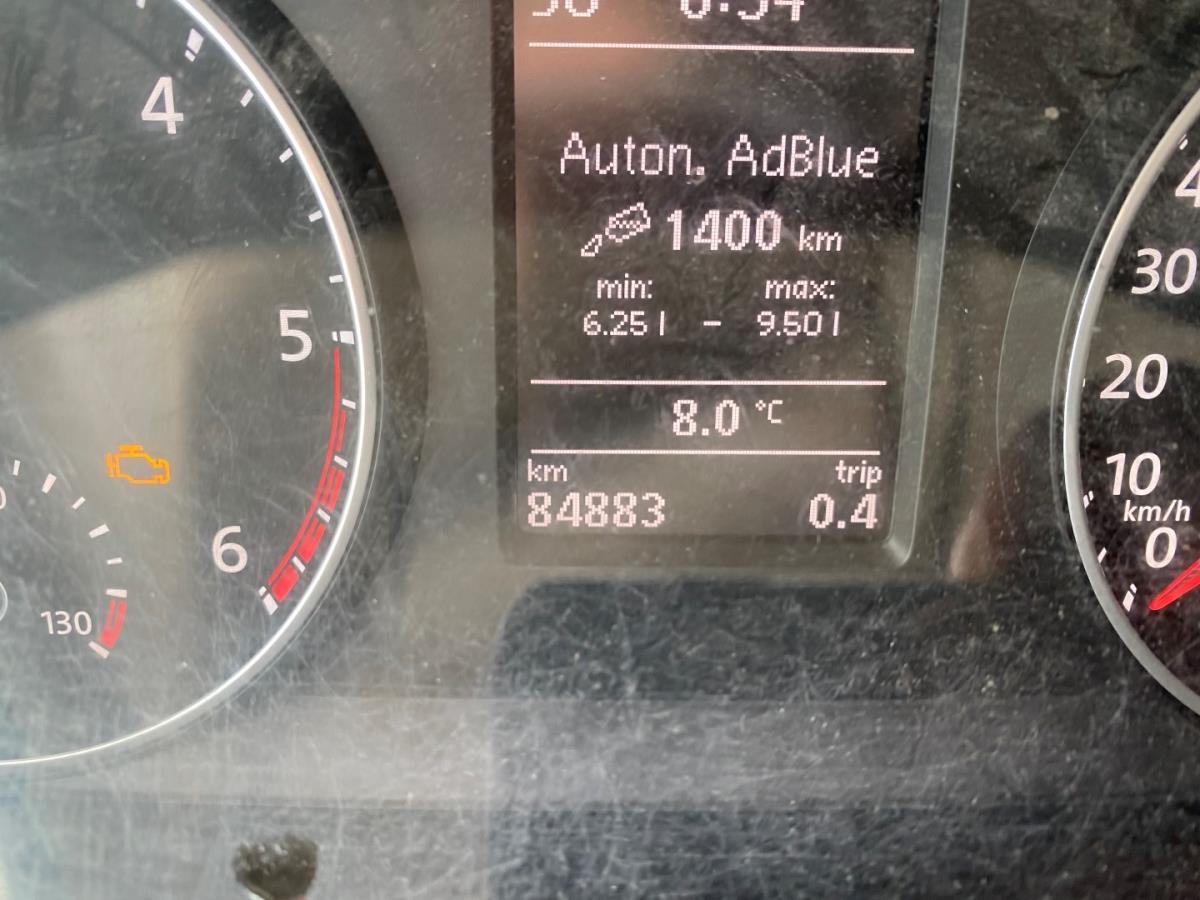 4
5
6
130
Auton. AdBlue
1400 km
min: max:
6.25 l – 9.50 l
8.0 °C
km trip
84883 0.4
30
20
10
km/h
0